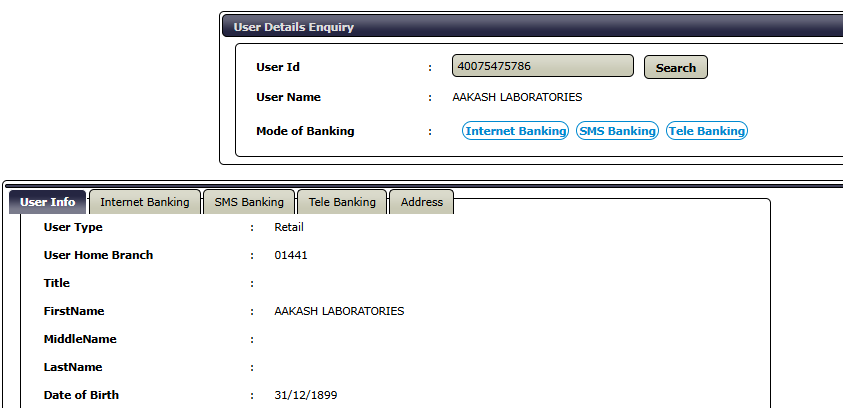 User Details Enquiry
User Id : 40075475786 Search
User Name : AAKASH LABORATORIES
Mode of Banking : Internet Banking SMS Banking Tele Banking
User Info Internet Banking SMS Banking Tele Banking Address
User Type : Retail
User Home Branch : 01441
Title :
FirstName : AAKASH LABORATORIES
MiddleName :
LastName :
Date of Birth : 31/12/1899